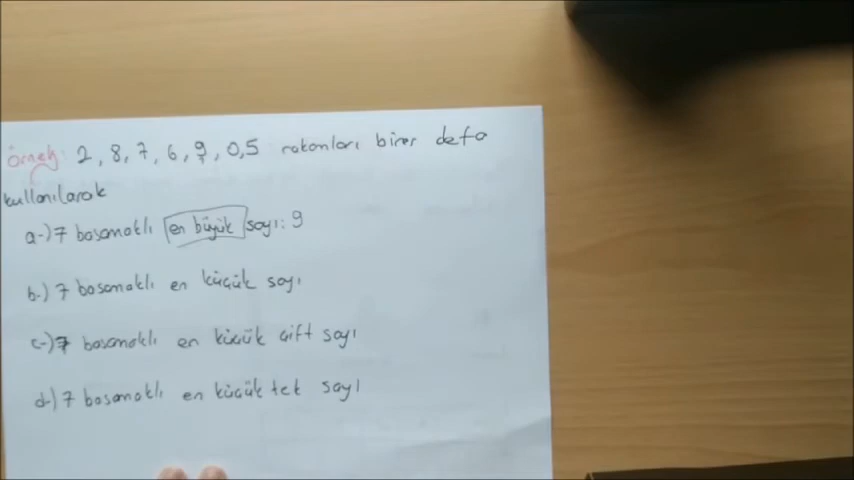 örnek: 2, 8, 7, 6, 9, 0,5 rakamları birer defa
kullanılarak
a-) 7 basamaklı en büyük sayı: 9
b-) 7 basamaklı en küçük sayı
c-) 7 basamaklı en küçük çift sayı
d-) 7 basamaklı en küçük tek sayı